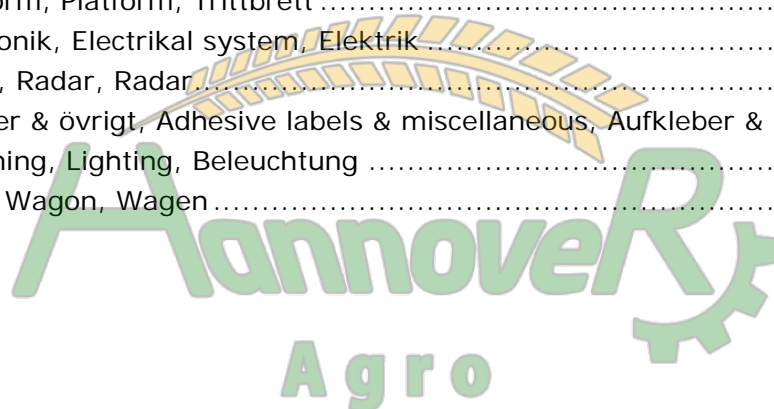 orm, Platform, Trittbrett ....................................................
onik, Electrikal system, Elektrik ........................................
, Radar, Radar.....................................................................
er & övrigt, Adhesive labels & miscellaneous, Aufkleber &
ning, Lighting, Beleuchtung ...............................................
Wagon, Wagen..................................................................
HannoveR
Agro